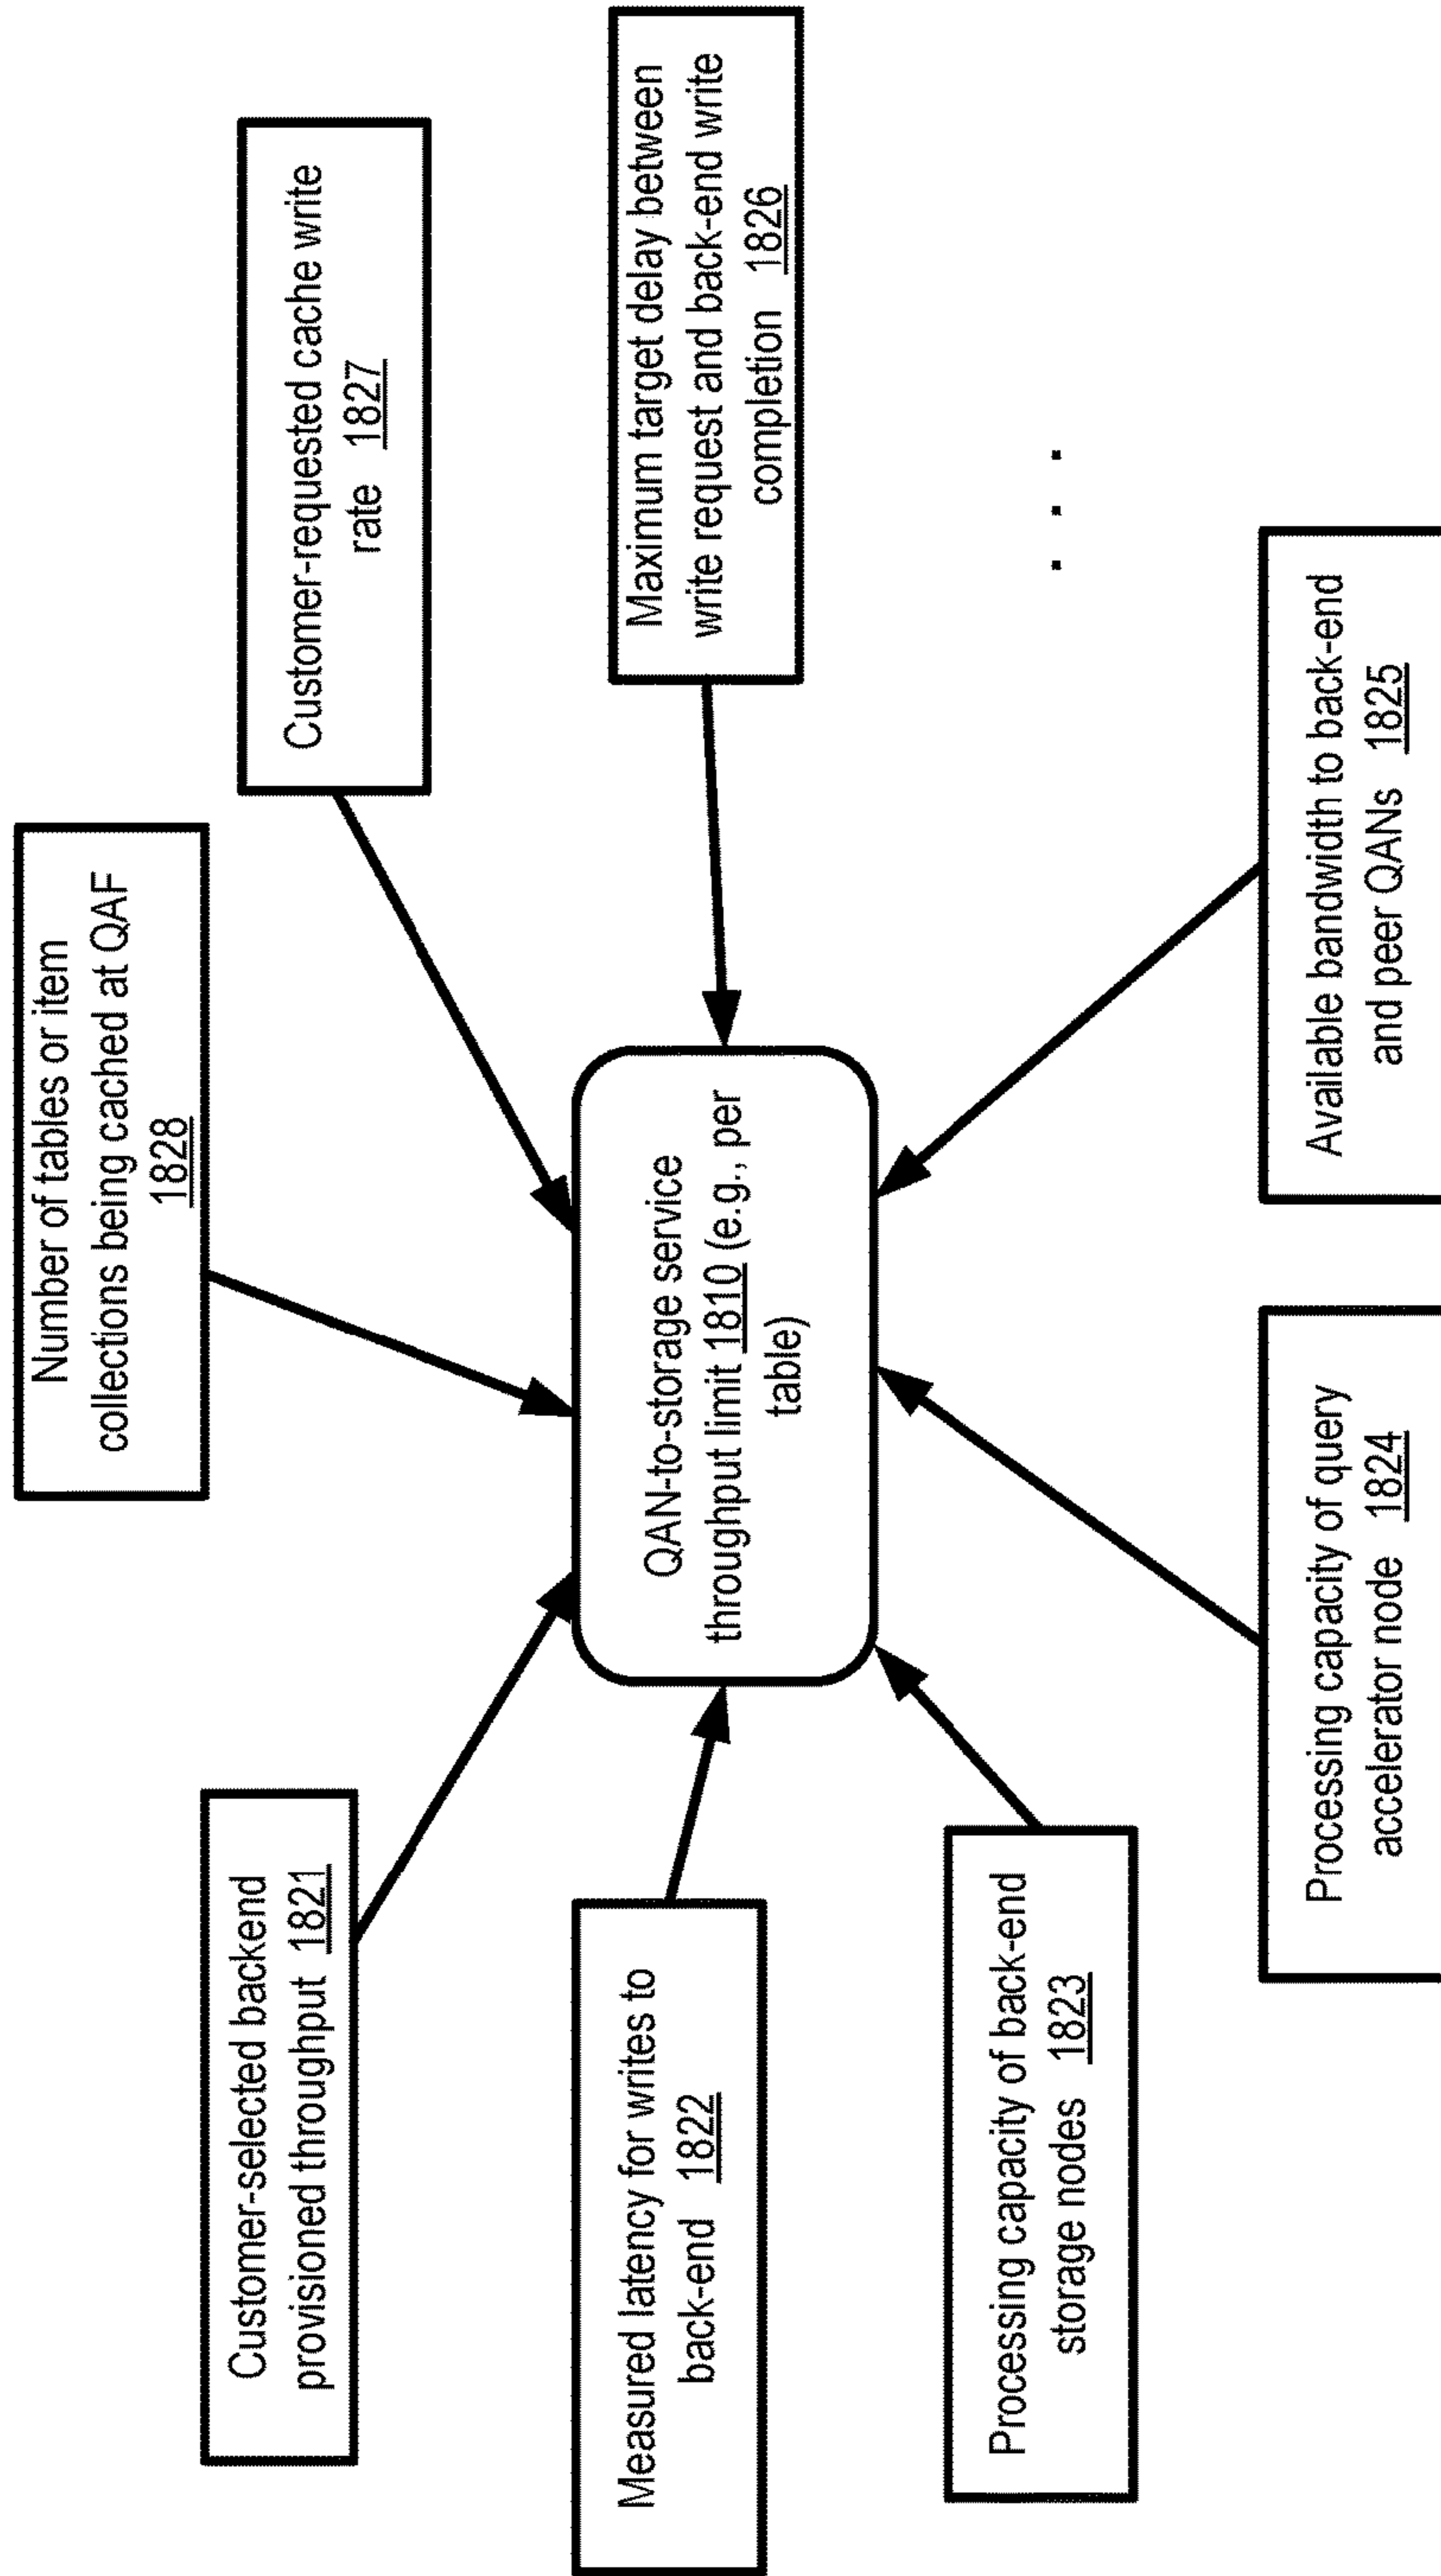 Number of tables or item
collections being cached at QAF
1828
Customer-selected backend
provisioned throughput 1821
Customer-requested cache write
rate 1827
Measured latency for writes to
back-end 1822
QAN-to-storage service
throughput limit 1810 (e.g., per
table)
Maximum target delay between
write request and back-end write
completion 1826
Processing capacity of back-end
storage nodes 1823
. . .
Processing capacity of query
accelerator node 1824
Available bandwidth to back-end
and peer QANs 1825